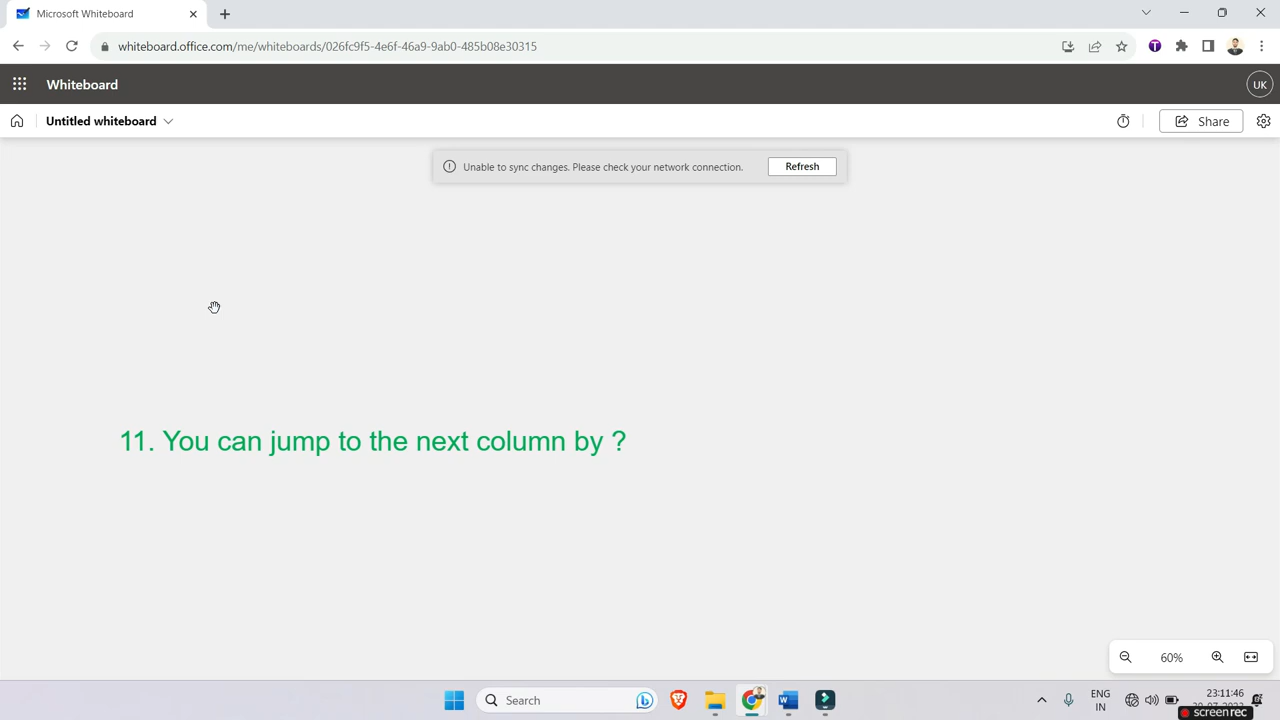 Microsoft Whiteboard
whiteboard.office.com/me/whiteboards/026fc9f5-4e6f-46a9-9ab0-485b08e30315
Whiteboard
UK
Untitled whiteboard
Share
Unable to sync changes. Please check your network connection.
Refresh
11. You can jump to the next column by ?
60%
Search
ENG
IN
23:11:46
screenrec